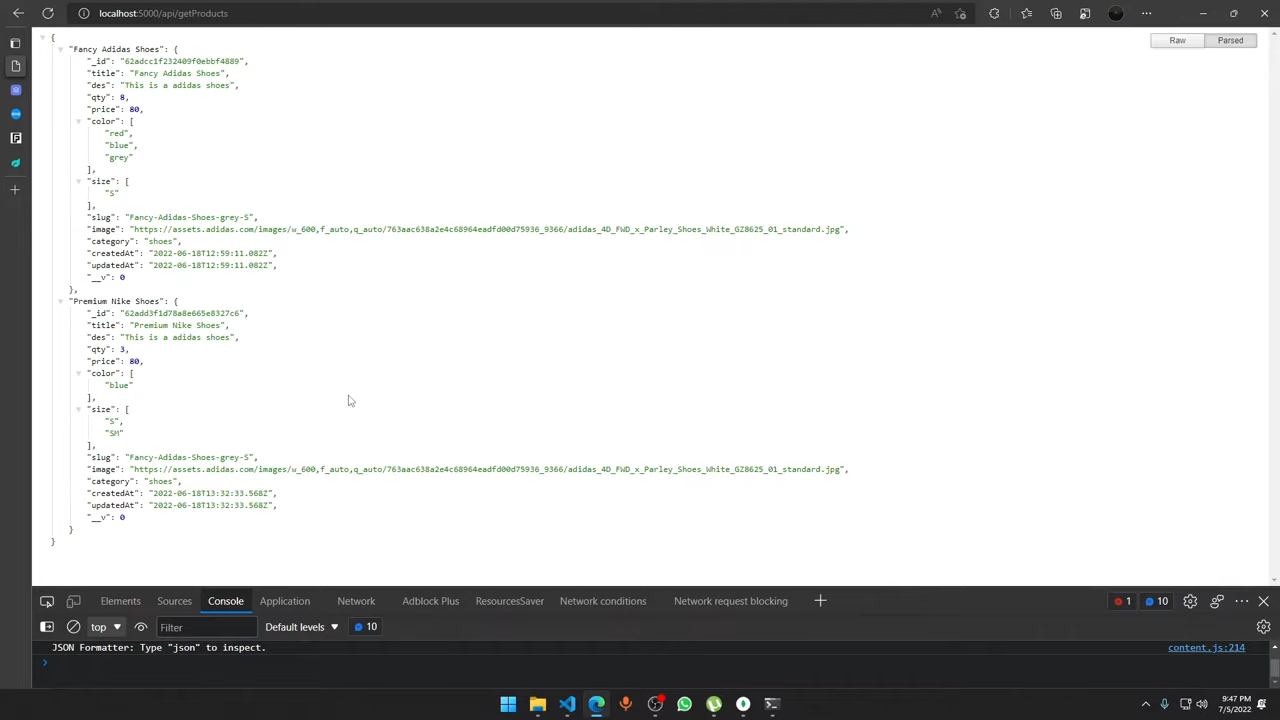 localhost:5000/api/getProducts
Raw
Parsed
{
"Fancy Adidas Shoes": {
"_id": "62adcc1f232409f0ebbf4889",
"title": "Fancy Adidas Shoes",
"des": "This is a adidas shoes",
"qty": 8,
"price": 80,
"color": [
"red",
"blue",
"grey"
],
"size": [
"S"
],
"slug": "Fancy-Adidas-Shoes-grey-S",
"image": "https://assets.adidas.com/images/w_600,f_auto,q_auto/763aac638a2e4c68964eadfd00d75936_9366/adidas_4D_FWD_x_Parley_Shoes_White_GZ8625_01_standard.jpg",
"category": "shoes",
"createdAt": "2022-06-18T12:59:11.082Z",
"updatedAt": "2022-06-18T12:59:11.082Z",
"__v": 0
},
"Premium Nike Shoes": {
"_id": "62add3f1d78a8e665e8327c6",
"title": "Premium Nike Shoes",
"des": "This is a adidas shoes",
"qty": 3,
"price": 80,
"color": [
"blue"
],
"size": [
"S",
"SM"
],
"slug": "Fancy-Adidas-Shoes-grey-S",
"image": "https://assets.adidas.com/images/w_600,f_auto,q_auto/763aac638a2e4c68964eadfd00d75936_9366/adidas_4D_FWD_x_Parley_Shoes_White_GZ8625_01_standard.jpg",
"category": "shoes",
"createdAt": "2022-06-18T13:32:33.568Z",
"updatedAt": "2022-06-18T13:32:33.568Z",
"__v": 0
}
}
Elements Sources Console Application Network Adblock Plus ResourcesSaver Network conditions Network request blocking 1 10
top Filter Default levels 10
JSON Formatter: Type "json" to inspect. content.js:214
9:47 PM
7/5/2022